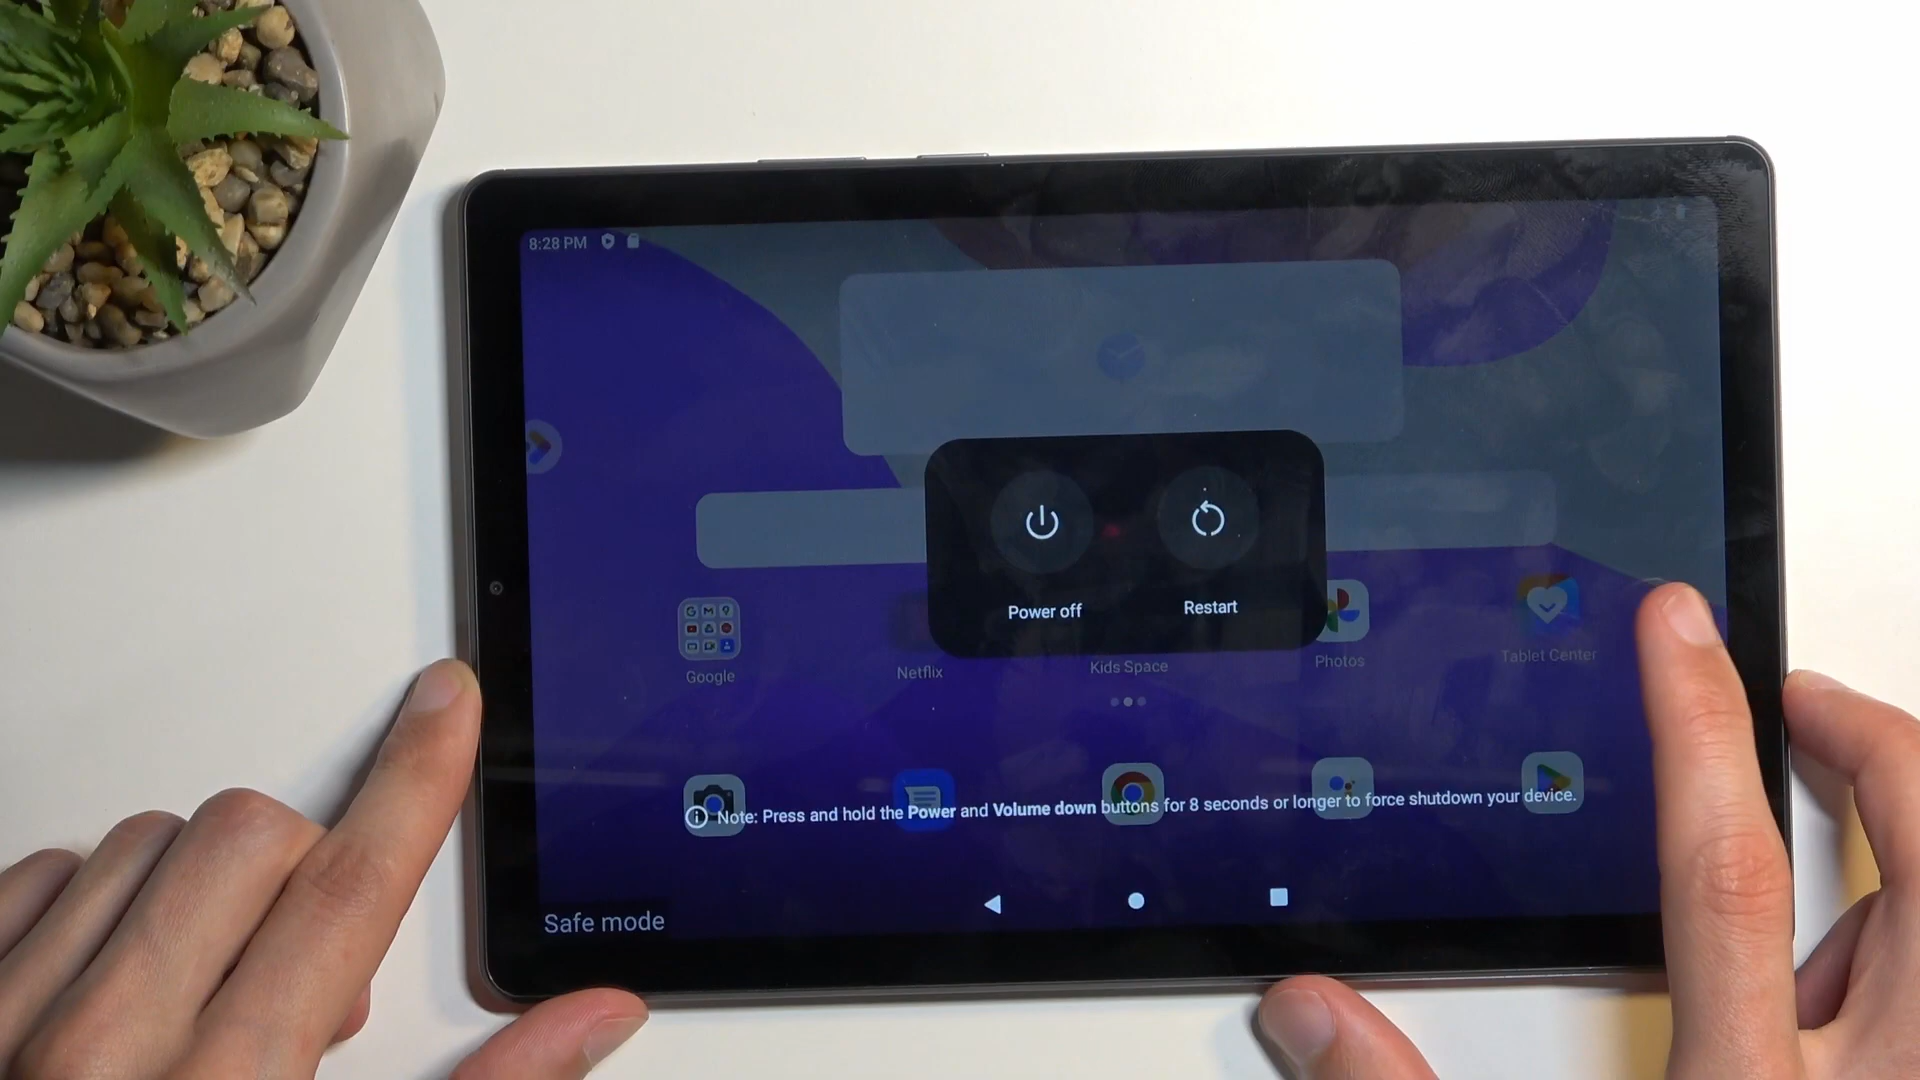 8:28 PM
Power off
Restart
Google
Netflix
Kids Space
Photos
Tablet Center
Note: Press and hold the Power and Volume down buttons for 8 seconds or longer to force shutdown your device.
Safe mode